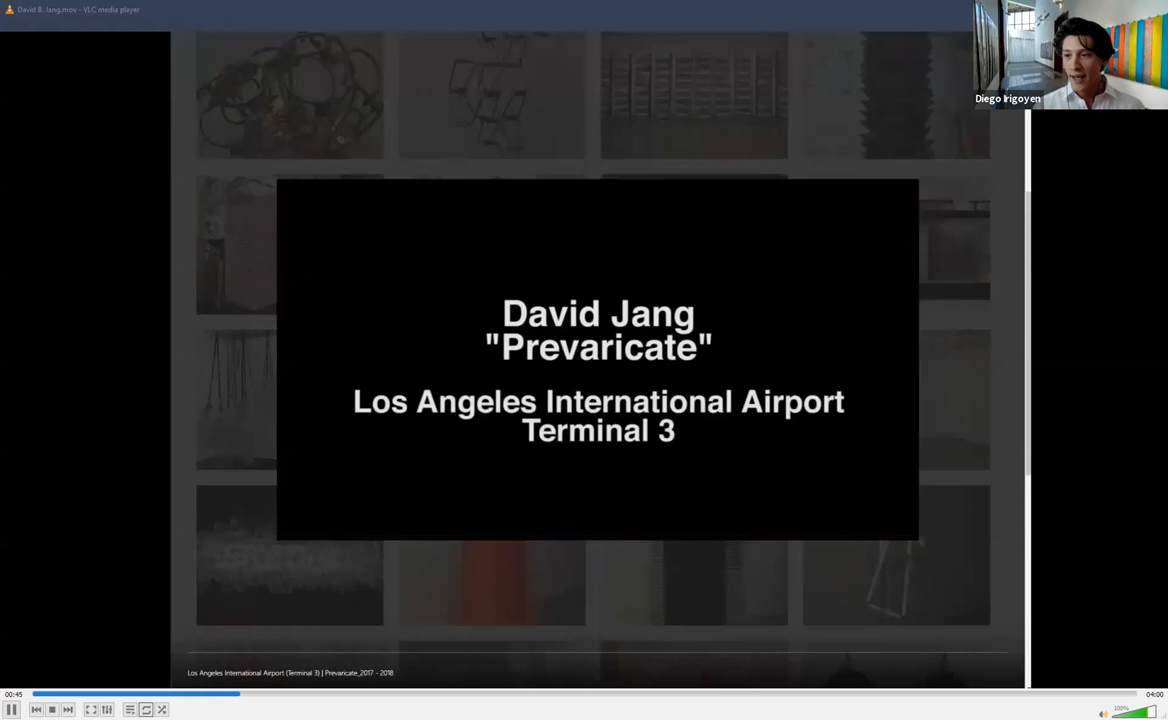 David B. Jang.mov - VLC media player
Diego Irigoyen
David Jang
"Prevaricate"
Los Angeles International Airport
Terminal 3
Los Angeles International Airport (Terminal 3) | Prevaricate_2017 - 2018
00:45
04:00
100%